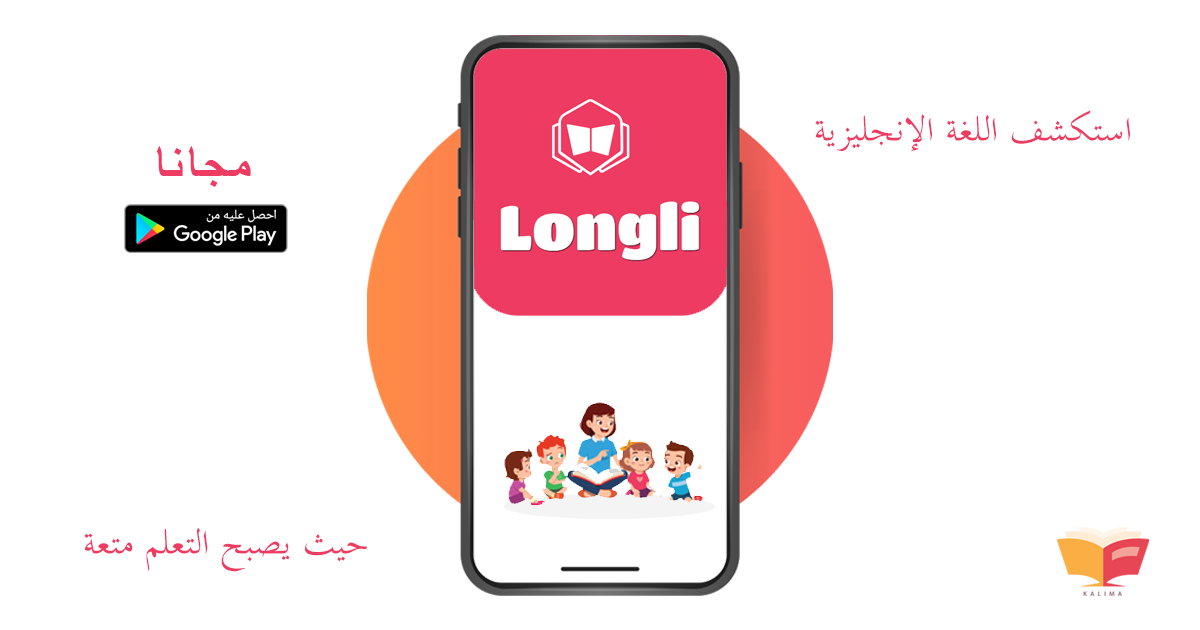 استكشف اللغة الإنجليزية
مجانا
احصل عليه من
Google Play
Longli
حيث يصبح التعلم متعة
KALIMA